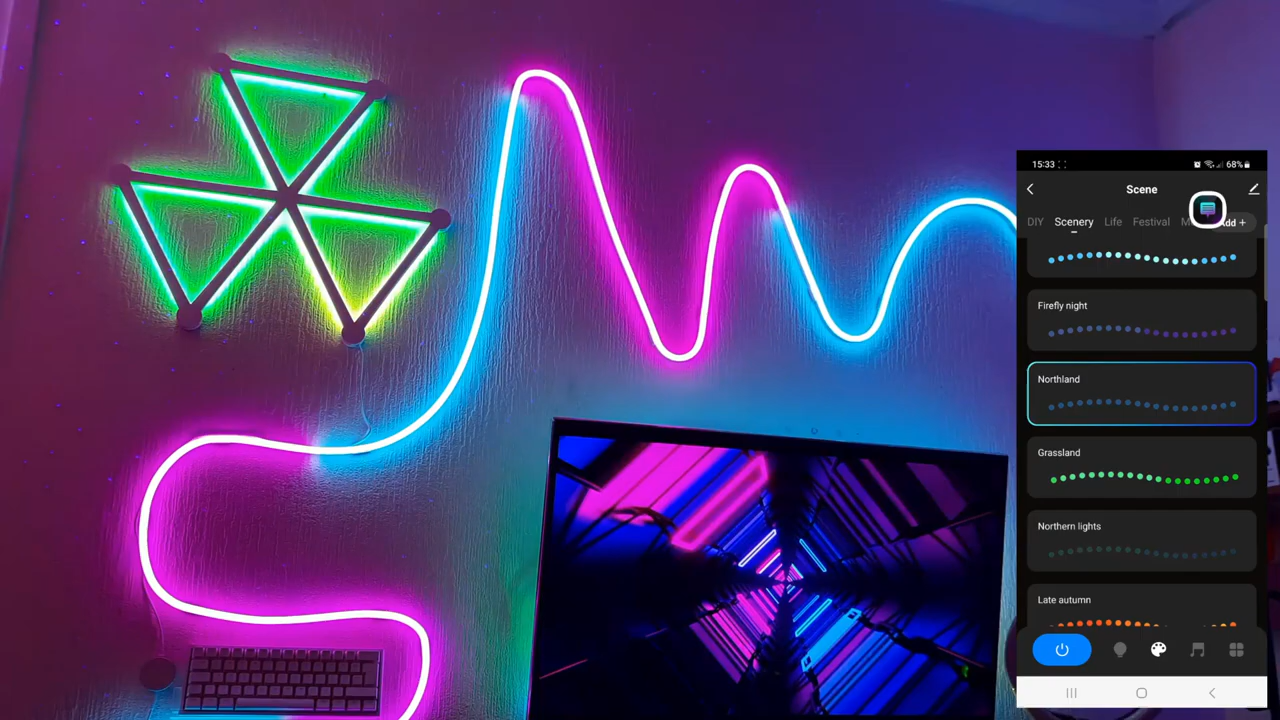 15:33
68%
Scene
DIY Scenery Life Festival Add +
Firefly night
Northland
Grassland
Northern lights
Late autumn